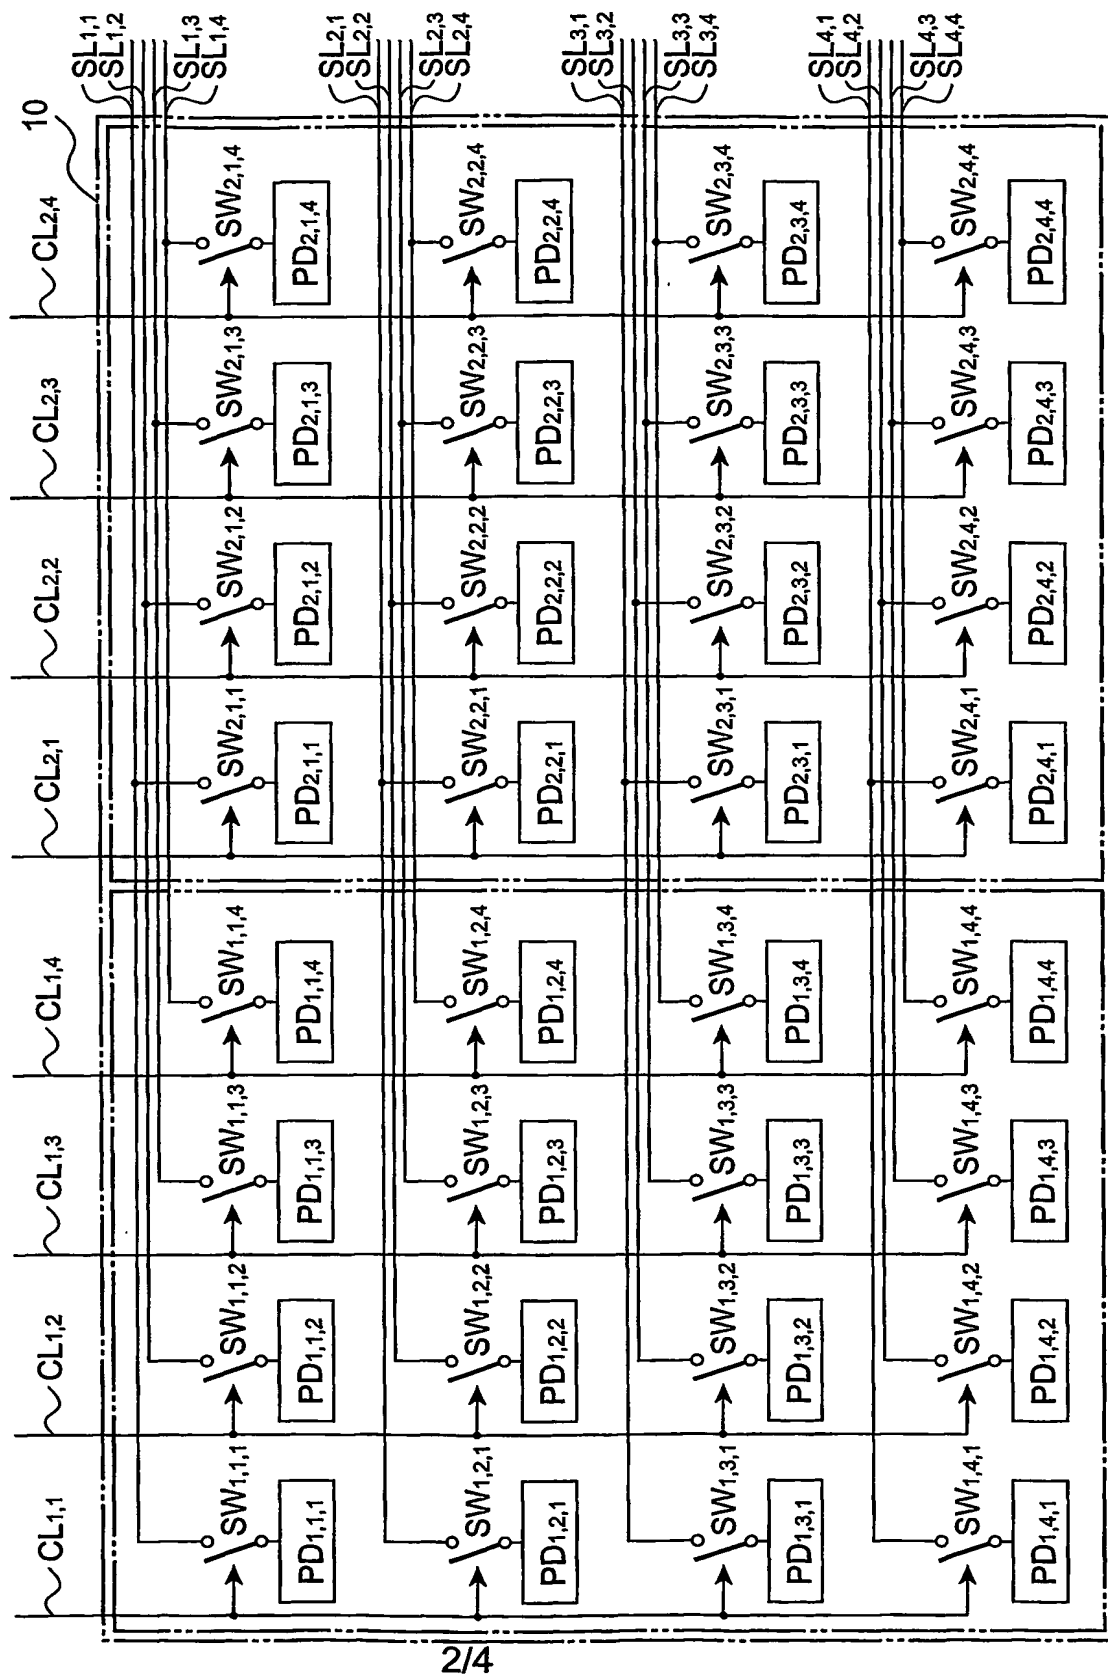 CL1,1 CL1,2 CL1,3 CL1,4 CL2,1 CL2,2 CL2,3 CL2,4
10
SL1,1
SL1,2
SL1,3
SL1,4
SW1,1,1 SW1,1,2 SW1,1,3 SW1,1,4 SW2,1,1 SW2,1,2 SW2,1,3 SW2,1,4
PD1,1,1 PD1,1,2 PD1,1,3 PD1,1,4 PD2,1,1 PD2,1,2 PD2,1,3 PD2,1,4
SL2,1
SL2,2
SL2,3
SL2,4
SW1,2,1 SW1,2,2 SW1,2,3 SW1,2,4 SW2,2,1 SW2,2,2 SW2,2,3 SW2,2,4
PD1,2,1 PD1,2,2 PD1,2,3 PD1,2,4 PD2,2,1 PD2,2,2 PD2,2,3 PD2,2,4
SL3,1
SL3,2
SL3,3
SL3,4
SW1,3,1 SW1,3,2 SW1,3,3 SW1,3,4 SW2,3,1 SW2,3,2 SW2,3,3 SW2,3,4
PD1,3,1 PD1,3,2 PD1,3,3 PD1,3,4 PD2,3,1 PD2,3,2 PD2,3,3 PD2,3,4
SL4,1
SL4,2
SL4,3
SL4,4
SW1,4,1 SW1,4,2 SW1,4,3 SW1,4,4 SW2,4,1 SW2,4,2 SW2,4,3 SW2,4,4
PD1,4,1 PD1,4,2 PD1,4,3 PD1,4,4 PD2,4,1 PD2,4,2 PD2,4,3 PD2,4,4
2/4